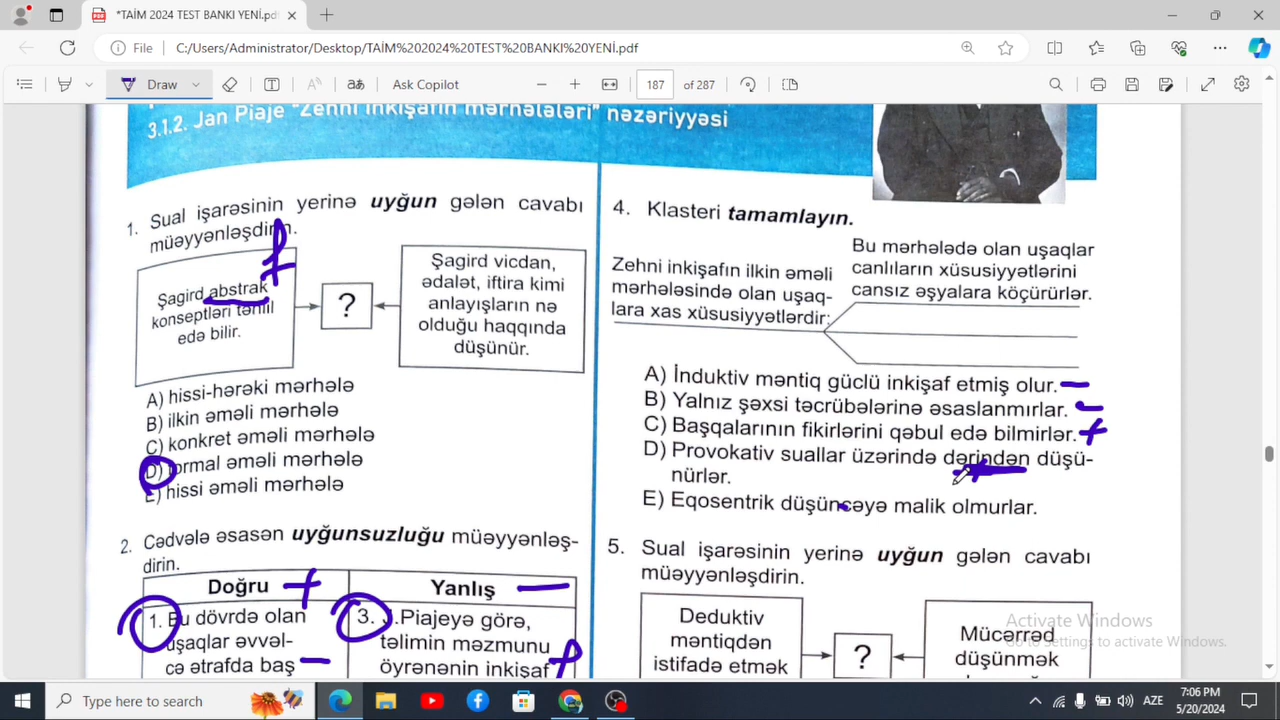 *TAİM 2024 TEST BANKI YENİ.pdf
File
C:/Users/Administrator/Desktop/TAİM%202024%20TEST%20BANKI%20YENİ.pdf
Draw
Ask Copilot
187
of 287
3.1.2. Jan Piaje "Zehni inkişafın mərhələləri" nəzəriyyəsi
1. Sual işarəsinin yerinə uyğun gələn cavabı
müəyyənləşdirin.
Şagird abstrak
konseptləri təhlil
edə bilir.
?
Şagird vicdan,
ədalət, iftira kimi
anlayışların nə
olduğu haqqında
düşünür.
A) hissi-hərəki mərhələ
B) ilkin əməli mərhələ
C) konkret əməli mərhələ
D) formal əməli mərhələ
E) hissi əməli mərhələ
2. Cədvələ əsasən uyğunsuzluğu müəyyənləş-
dirin.
Doğru
Yanlış
1. Bu dövrdə olan
uşaqlar əvvəl-
cə ətrafda baş
3. J.Piajeyə görə,
təlimin məzmunu
öyrənənin inkişaf
4. Klasteri tamamlayın.
Zehni inkişafın ilkin əməli
mərhələsində olan uşaq-
lara xas xüsusiyyətlərdir:
Bu mərhələdə olan uşaqlar
canlıların xüsusiyyətlərini
cansız əşyalara köçürürlər.
A) İnduktiv məntiq güclü inkişaf etmiş olur.
B) Yalnız şəxsi təcrübələrinə əsaslanmırlar.
C) Başqalarının fikirlərini qəbul edə bilmirlər.
D) Provokativ suallar üzərində dərindən düşü-
nürlər.
E) Eqosentrik düşüncəyə malik olmurlar.
5. Sual işarəsinin yerinə uyğun gələn cavabı
müəyyənləşdirin.
Deduktiv
məntiqdən
istifadə etmək
?
Mücərrəd
düşünmək
Activate Windows
Go to Settings to activate Windows.
Type here to search
AZE
7:06 PM
5/20/2024